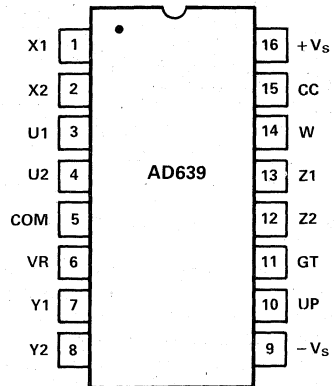 X1 1 16 +VS
X2 2 15 CC
U1 3 14 W
U2 4 AD639 13 Z1
COM 5 12 Z2
VR 6 11 GT
Y1 7 10 UP
Y2 8 9 -VS